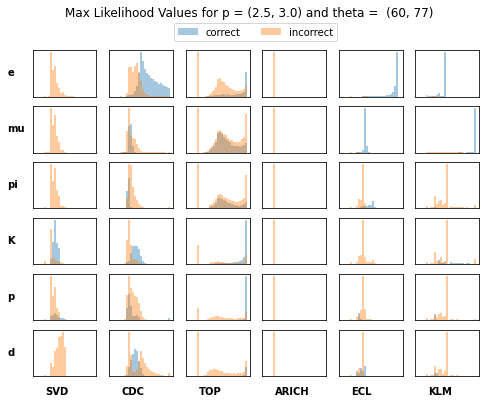 Max Likelihood Values for p = (2.5, 3.0) and theta = (60, 77)
correct incorrect
e
mu
pi
K
p
d
SVD CDC TOP ARICH ECL KLM